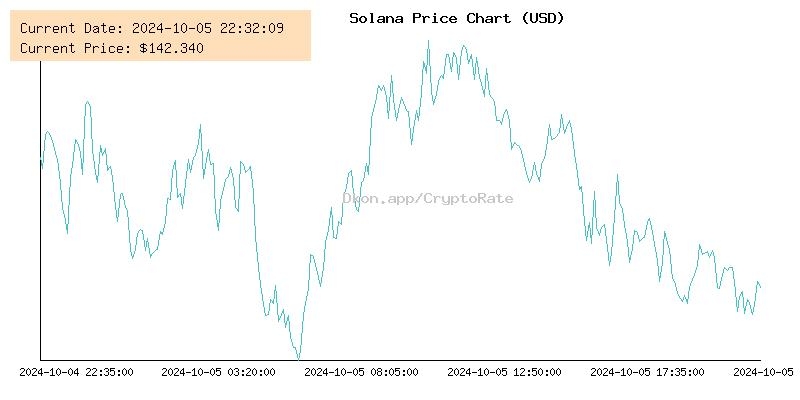 Solana Price Chart (USD)
Current Date: 2024-10-05 22:32:09
Current Price: $142.340
Dkon.app/CryptoRate
2024-10-04 22:35:00 2024-10-05 03:20:00 2024-10-05 08:05:00 2024-10-05 12:50:00 2024-10-05 17:35:00 2024-10-05